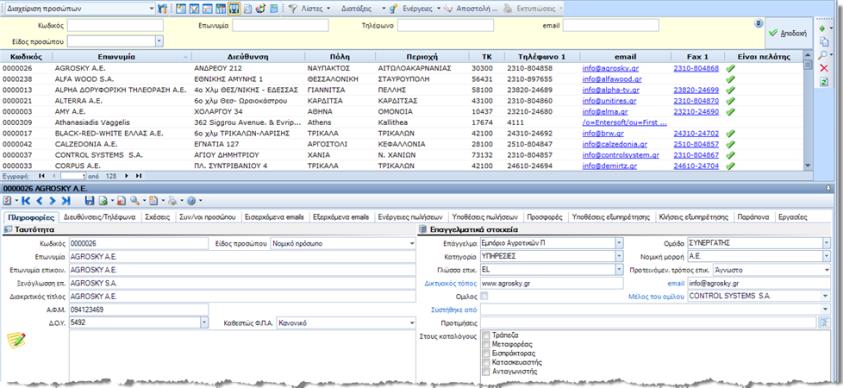 Διαχείριση προσώπων Λίστες Διατάξεις Ενέργειες Αποστολή... Εκτυπώσεις
Κωδικός Επωνυμία Τηλέφωνο email Αποδοχή
Είδος προσώπου
Κωδικός Επωνυμία Διεύθυνση Πόλη Περιοχή ΤΚ Τηλέφωνο 1 email Fax 1 Είναι πελάτης
0000026 AGROSKY A.E. ΑΝΔΡΕΟΥ 212 ΝΑΥΠΑΚΤΟΣ ΑΙΤΩΛΟΑΚΑΡΝΑΝΙΑΣ 30300 2310-804858 info@agrosky.gr 2310-804868
0000238 ALFA WOOD S.A. ΕΘΝΙΚΗΣ ΑΜΥΝΗΣ 1 ΘΕΣΣΑΛΟΝΙΚΗ ΣΤΑΥΡΟΥΠΟΛΗ 56431 2310-897655 info@alfawood.gr
0000013 ALPHA ΔΟΡΥΦΟΡΙΚΗ ΤΗΛΕΟΡΑΣΗ Α.Ε. 4ο χλμ ΘΕΣ/ΝΙΚΗΣ - ΕΔΕΣΣΑΣ ΓΙΑΝΝΙΤΣΑ ΠΕΛΛΗΣ 58100 23820-24689 info@alpha-tv.gr 23820-24699
0000021 ALTERRA A.E. 6ο χλμ Θεσ- Ωραιοκάστρου ΚΑΡΔΙΤΣΑ ΚΑΡΔΙΤΣΑΣ 43100 2310-804860 info@unitires.gr 2310-804870
0000003 AMY A.E. ΧΟΛΑΡΓΟΥ 34 ΑΘΗΝΑ ΟΜΟΝΟΙΑ 10437 23210-24680 info@elma.gr 23210-24690
0000309 Athanasiadis Vaggelis 362 Siggrou Avenue. & Evrip... Athens Kallithea 17674 4111 /o=Entersoft/ou=First ...
0000017 BLACK-RED-WHITE ΕΛΛΑΣ Α.Ε. 6ο χλμ ΤΡΙΚΑΛΩΝ-ΛΑΡΙΣΗΣ ΤΡΙΚΑΛΑ ΤΡΙΚΑΛΩΝ 42100 24310-24692 info@brw.gr 24310-24702
0000042 CALZEDONIA A.E. ΕΓΝΑΤΙΑ 127 ΑΡΓΟΣΤΟΛΙ ΚΕΦΑΛΛΟΝΙΑ 28100 2510-804847 info@calzedonia.gr 2510-804857
0000037 CONTROL SYSTEMS S.A. ΑΓΙΟΥ ΔΗΜΗΤΡΙΟΥ ΧΑΝΙΑ Ν. ΧΑΝΙΩΝ 73132 2310-804857 info@controlsystem.gr 2310-804867
0000033 CORPUS A.E. ΠΛ. ΣΥΝΤΡΙΒΑΝΙΟΥ 4 ΤΡΙΚΑΛΑ ΤΡΙΚΑΛΩΝ 42100 24610-24694 info@demirtz.gr 24610-24704
Εγγραφή: 1 από 128
0000026 AGROSKY A.E.
Πληροφορίες Διευθύνσεις/Τηλέφωνα Σχέσεις Συν/νοι προσώπου Εισερχόμενα emails Εξερχόμενα emails Ενέργειες πωλήσεων Υποθέσεις πωλήσεων Προσφορές Υποθέσεις εξυπηρέτησης Κλήσεις εξυπηρέτησης Παράπονα Εργασίες
Ταυτότητα Επαγγελματικά στοιχεία
Κωδικός 0000026 Είδος προσώπου Νομικό πρόσωπο Επάγγελμα Εμπόριο Αγροτικών Π Ομάδα ΣΥΝΕΡΓΑΤΗΣ
Επωνυμία AGROSKY A.E. Κατηγορία ΥΠΗΡΕΣΙΕΣ Νομική μορφή Α.Ε.
Επωνυμία επικοιν. AGROSKY A.E. Γλώσσα επικ. EL Προτεινόμεν. τρόπος επικ. Άγνωστο
Ξενόγλωσση επ. AGROSKY A.E. Δικτυακός τόπος www.agrosky.gr email info@agrosky.gr
Διακριτικός τίτλος AGROSKY A.E. Ομιλος Μέλος του ομίλου CONTROL SYSTEMS S.A.
Α.Φ.Μ. 094123469 Συστήθηκε από
Δ.Ο.Υ. 5492 Καθεστώς Φ.Π.Α. Κανονικό Προτιμήσεις
Στους καταλόγους Τράπεζα
Μεταφορέας
Εισπράκτορας
Κατασκευαστής
Ανταγωνιστής